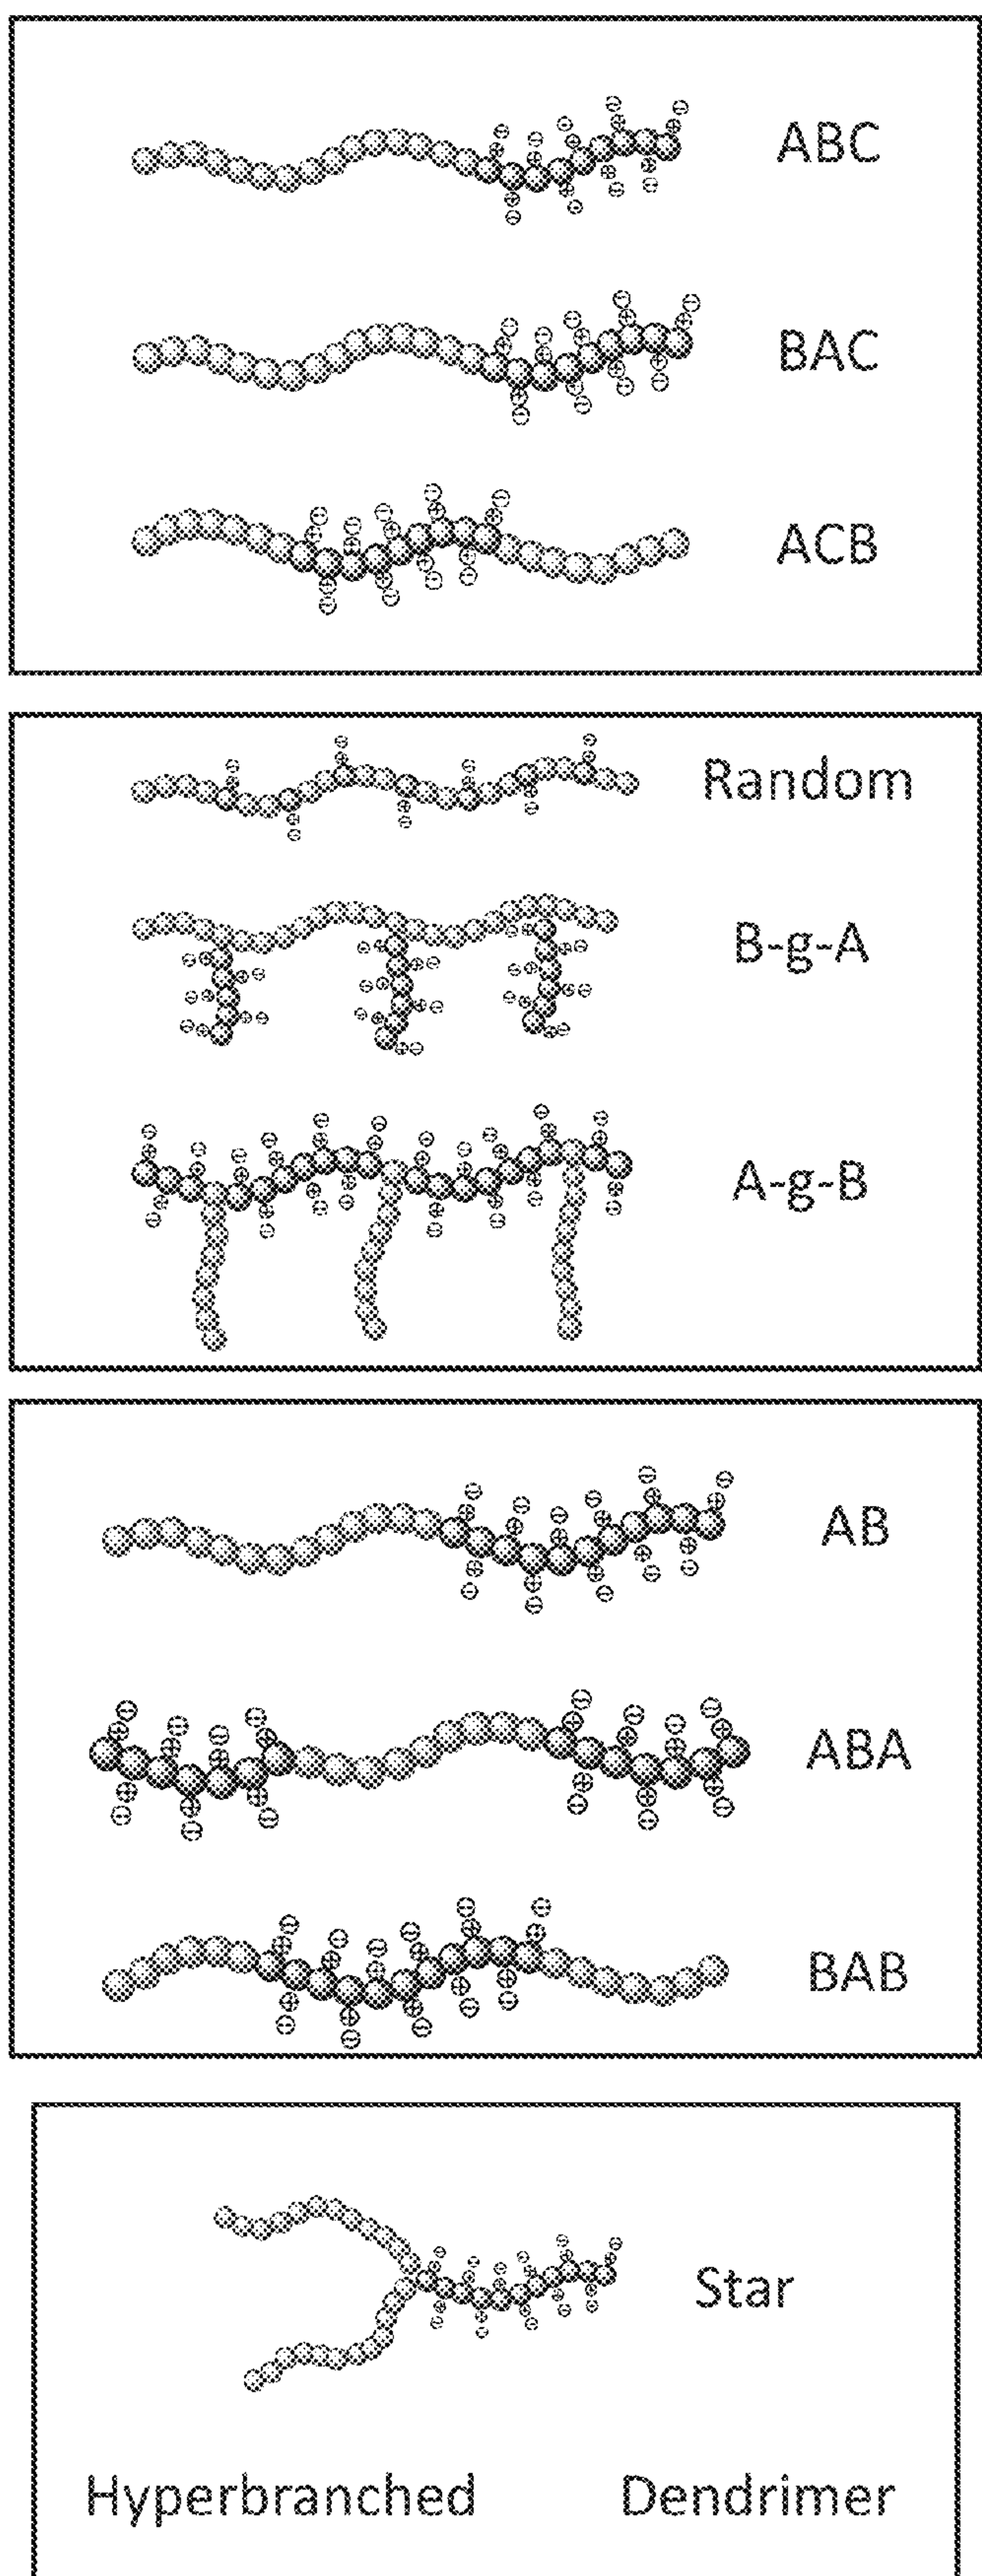 ABC
BAC
ACB
Random
B-g-A
A-g-B
AB
ABA
BAB
Star
Hyperbranched Dendrimer